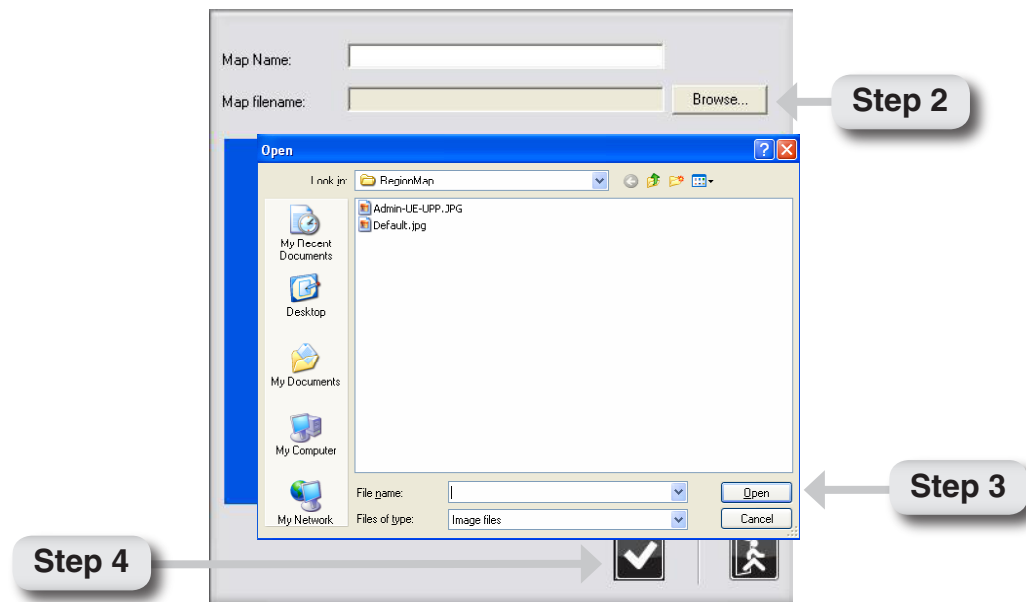 Map Name:
Map filename:
Browse...
Step 2
Open
Look in:
RegionMap
Admin-UE-UPP.JPG
Default.jpg
My Recent
Documents
Desktop
My Documents
My Computer
My Network
File name:
Open
Step 3
Files of type:
Image files
Cancel
Step 4